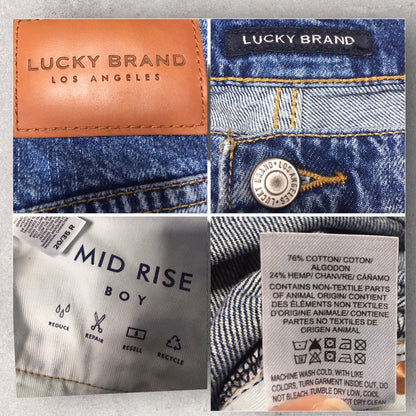 LUCKY BRAND
LOS ANGELES
LUCKY BRAND
LUCKY BRAND
LOS ANGELES
20/35 R
MID RISE
BOY
REDUCE
REPAIR
RESELL
RECYCLE
76% COTTON/ COTON/
ALGODON
24% HEMP/ CHANVRE/ CÁÑAMO
CONTAINS NON-TEXTILE PARTS
OF ANIMAL ORIGIN/ CONTIENT
DES ÉLÉMENTS NON TEXTILES
D'ORIGINE ANIMALE/ CONTIENE
PARTES NO TEXTILES DE
ORIGEN ANIMAL
MACHINE WASH COLD, WITH LIKE
COLORS, TURN GARMENT INSIDE OUT, DO
NOT BLEACH, TUMBLE DRY LOW, COOL